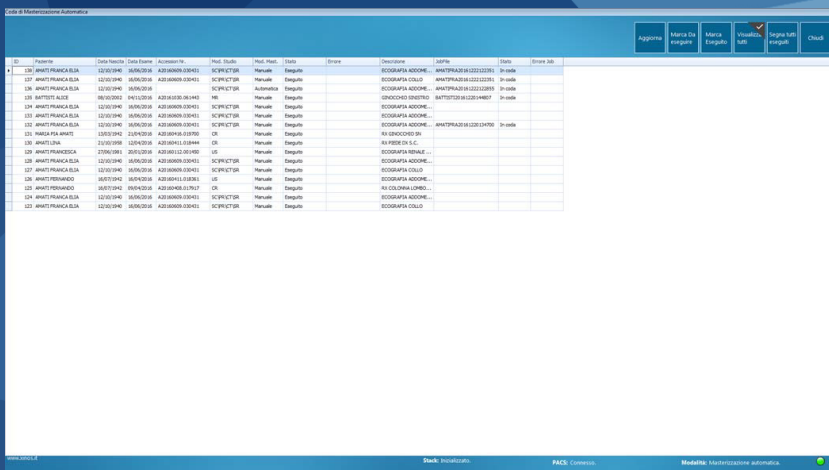 Coda di Masterizzazione Automatica
Aggiorna
Marca Da eseguire
Marca Eseguito
Visualizza tutti
Segna tutti eseguiti
Chiudi
ID Paziente Data Nascita Data Esame Accession Nr. Mod. Studio Mod. Mast. Stato Errore Descrizione JobFile Stato Errore Job
138 AMATI FRANCA ELIA 12/10/1940 16/06/2016 A20160609.030431 SC\PR\CT\SR Manuale Eseguito ECOGRAFIA ADDOME... AMATIFRA20161222122351 In coda
137 AMATI FRANCA ELIA 12/10/1940 16/06/2016 A20160609.030431 SC\PR\CT\SR Manuale Eseguito ECOGRAFIA COLLO AMATIFRA20161222122351 In coda
136 AMATI FRANCA ELIA 12/10/1940 16/06/2016 SC\PR\CT\SR Automatica Eseguito ECOGRAFIA ADDOME... AMATIFRA20161222122855 In coda
135 BATTISTI ALICE 08/10/2002 04/11/2016 A20161030.061443 MR Manuale Eseguito GINOCCHIO SINISTRO BATTISTI20161220144807 In coda
134 AMATI FRANCA ELIA 12/10/1940 16/06/2016 A20160609.030431 SC\PR\CT\SR Manuale Eseguito ECOGRAFIA ADDOME...
133 AMATI FRANCA ELIA 12/10/1940 16/06/2016 A20160609.030431 SC\PR\CT\SR Manuale Eseguito ECOGRAFIA ADDOME...
132 AMATI FRANCA ELIA 12/10/1940 16/06/2016 A20160609.030431 SC\PR\CT\SR Manuale Eseguito ECOGRAFIA ADDOME... AMATIFRA20161220134700 In coda
131 MARIA PIA AMATI 13/03/1942 21/04/2016 A20160416.019700 CR Manuale Eseguito RX GINOCCHIO SN
130 AMATI LINA 21/10/1958 12/04/2016 A20160411.018444 CR Manuale Eseguito RX PIEDE DX S.C.
129 AMATI FRANCESCA 27/06/1981 20/01/2016 A20160112.001490 US Manuale Eseguito ECOGRAFIA RENALE ...
128 AMATI FRANCA ELIA 12/10/1940 16/06/2016 A20160609.030431 SC\PR\CT\SR Manuale Eseguito ECOGRAFIA ADDOME...
127 AMATI FRANCA ELIA 12/10/1940 16/06/2016 A20160609.030431 SC\PR\CT\SR Manuale Eseguito ECOGRAFIA COLLO
126 AMATI FERNANDO 16/07/1942 16/04/2016 A20160411.018361 US Manuale Eseguito ECOGRAFIA ADDOME...
125 AMATI FERNANDO 16/07/1942 09/04/2016 A20160408.017917 CR Manuale Eseguito RX COLONNA LOMBO...
124 AMATI FRANCA ELIA 12/10/1940 16/06/2016 A20160609.030431 SC\PR\CT\SR Manuale Eseguito ECOGRAFIA ADDOME...
123 AMATI FRANCA ELIA 12/10/1940 16/06/2016 A20160609.030431 SC\PR\CT\SR Manuale Eseguito ECOGRAFIA COLLO
Stack: Inizializzato. PACS: Connesso. Modalità: Masterizzazione automatica.